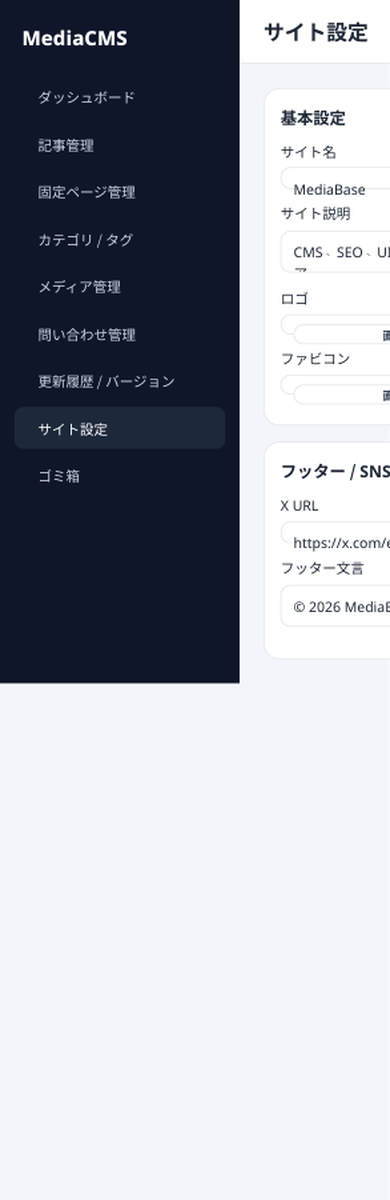 MediaCMS
ダッシュボード
記事管理
固定ページ管理
カテゴリ / タグ
メディア管理
問い合わせ管理
更新履歴 / バージョン
サイト設定
ゴミ箱
サイト設定
基本設定
サイト名
MediaBase
サイト説明
CMS、SEO、UI
ロゴ
ファビコン
フッター / SNS
X URL
https://x.com/e
フッター文言
© 2026 MediaB